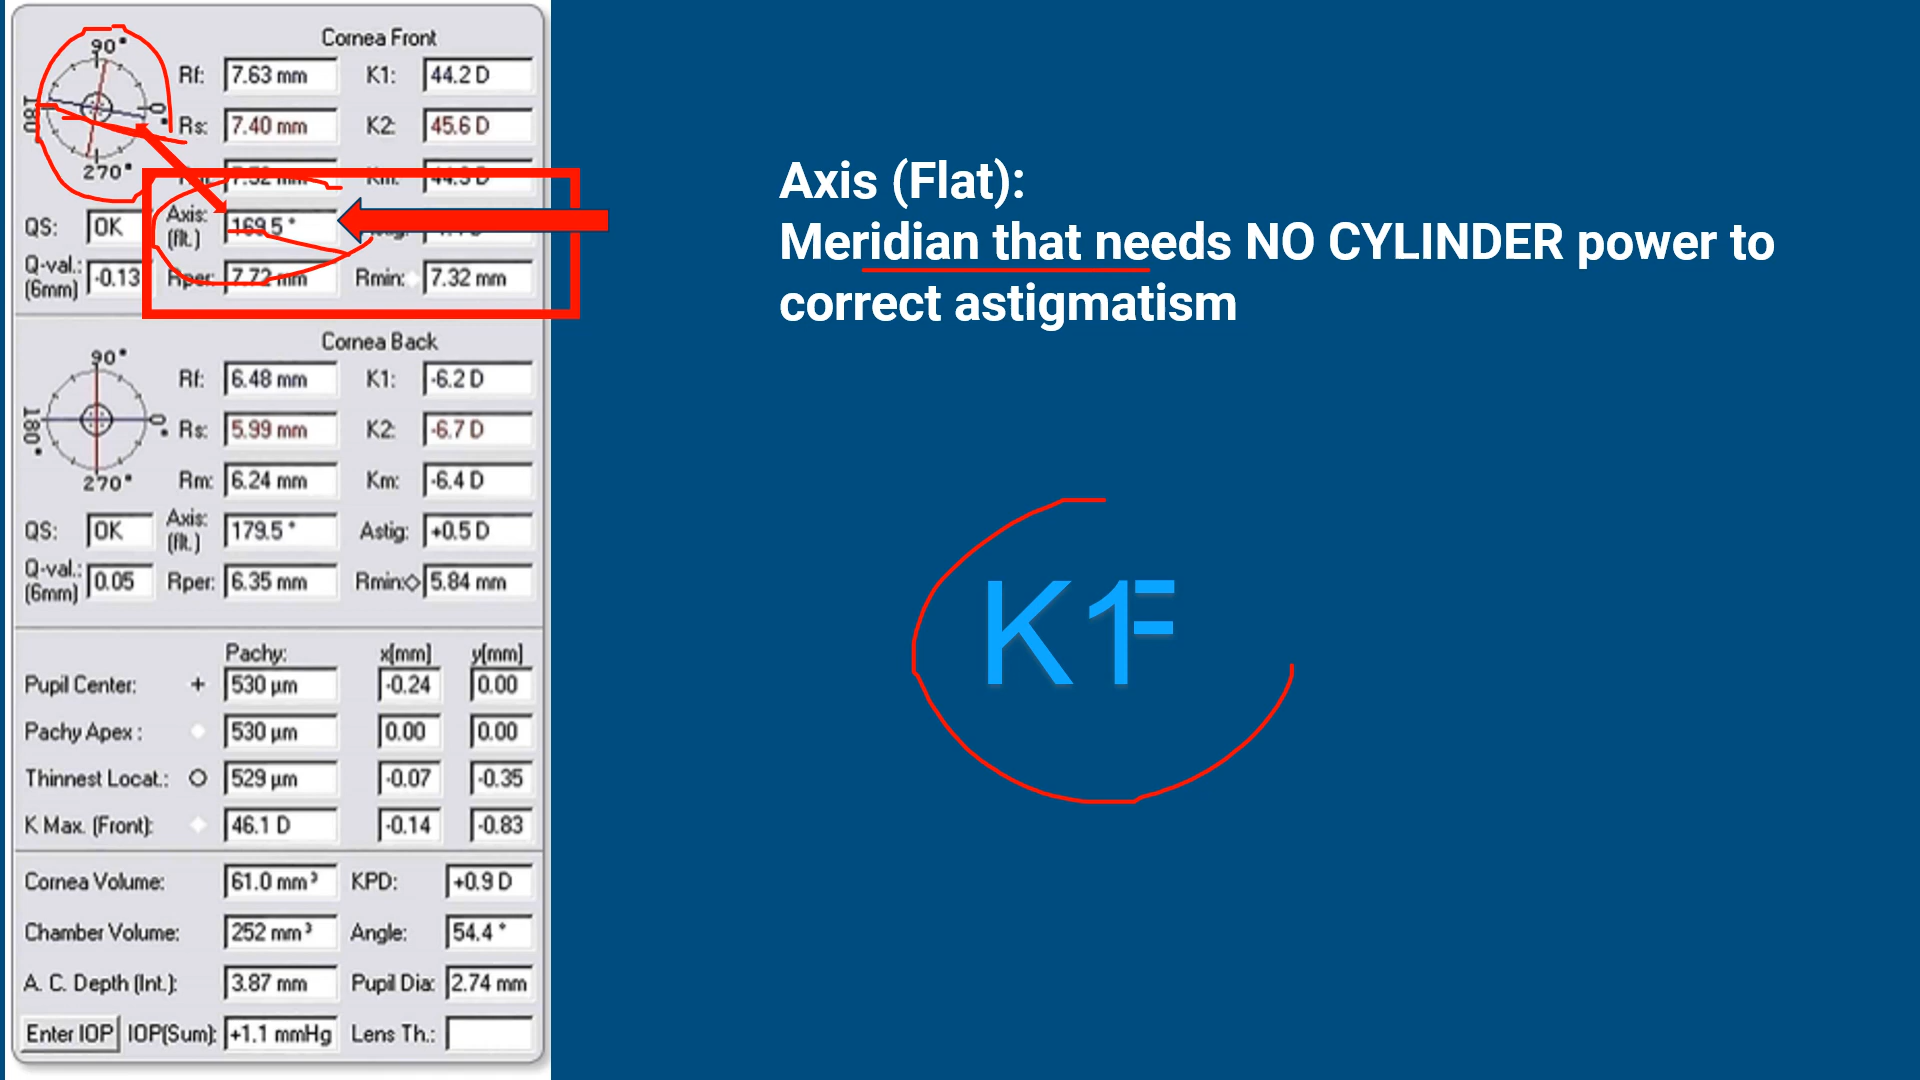 Cornea Front
90°
Rf: 7.63 mm K1: 44.2 D
180 0°
Rs: 7.40 mm K2: 45.6 D
270°
7.52 mm Km: 44.9 D
QS: OK Axis: (flt.) 169.5 °
Q-val.: (6mm) -0.13 Rper: 7.72 mm Rmin: 7.32 mm
Cornea Back
90°
Rf: 6.48 mm K1: -6.2 D
180° 0°
Rs: 5.99 mm K2: -6.7 D
270° Rm: 6.24 mm Km: -6.4 D
QS: OK Axis: (flt.) 179.5 ° Astig: +0.5 D
Q-val.: (6mm) 0.05 Rper: 6.35 mm Rmin: 5.84 mm
Pachy: x[mm] y[mm]
Pupil Center: + 530 µm -0.24 0.00
Pachy Apex : 530 µm 0.00 0.00
Thinnest Locat.: O 529 µm -0.07 -0.35
K Max. (Front): 46.1 D -0.14 -0.83
Cornea Volume: 61.0 mm³ KPD: +0.9 D
Chamber Volume: 252 mm³ Angle: 54.4 °
A. C. Depth (Int.): 3.87 mm Pupil Dia: 2.74 mm
Enter IOP IOP(Sum): +1.1 mmHg Lens Th.:
Axis (Flat):
Meridian that needs NO CYLINDER power to
correct astigmatism
K1=